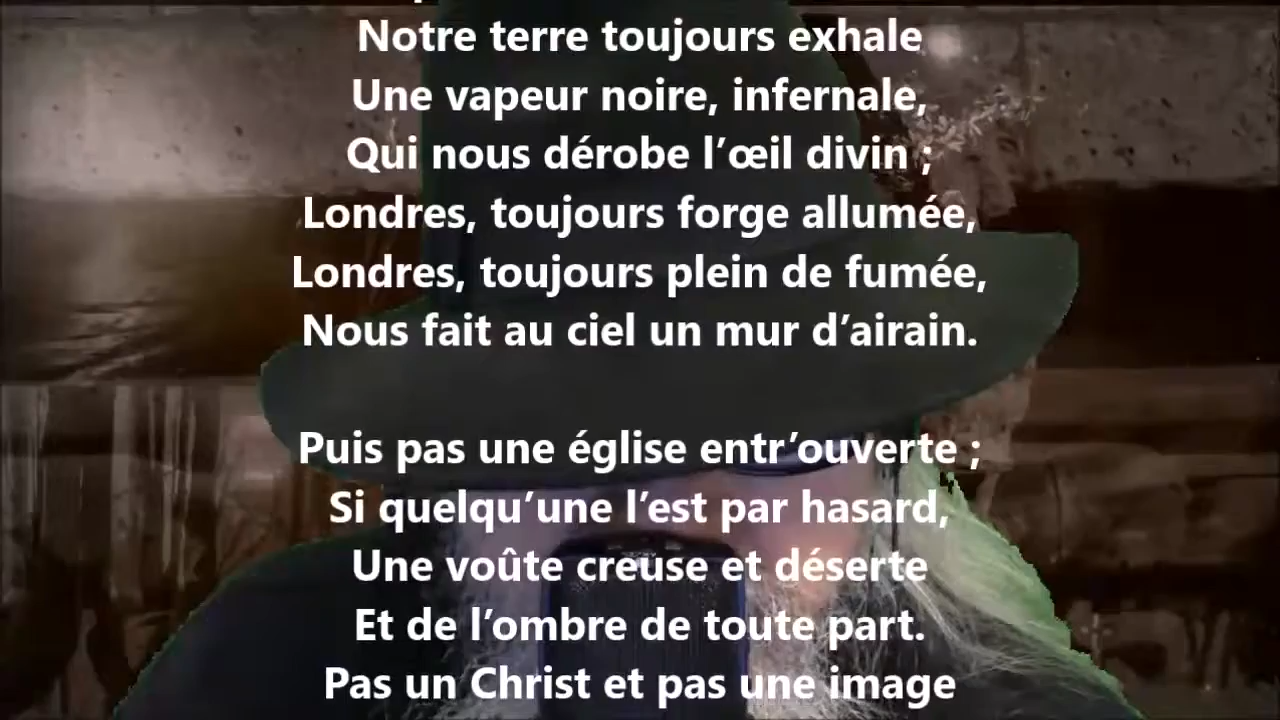 Notre terre toujours exhale
Une vapeur noire, infernale,
Qui nous dérobe l’œil divin ;
Londres, toujours forge allumée,
Londres, toujours plein de fumée,
Nous fait au ciel un mur d’airain.
Puis pas une église entr’ouverte ;
Si quelqu’une l’est par hasard,
Une voûte creuse et déserte
Et de l’ombre de toute part.
Pas un Christ et pas une image